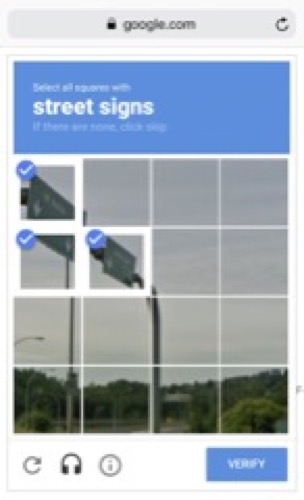 google.com
Select all squares with
street signs
If there are none, click skip
VERIFY